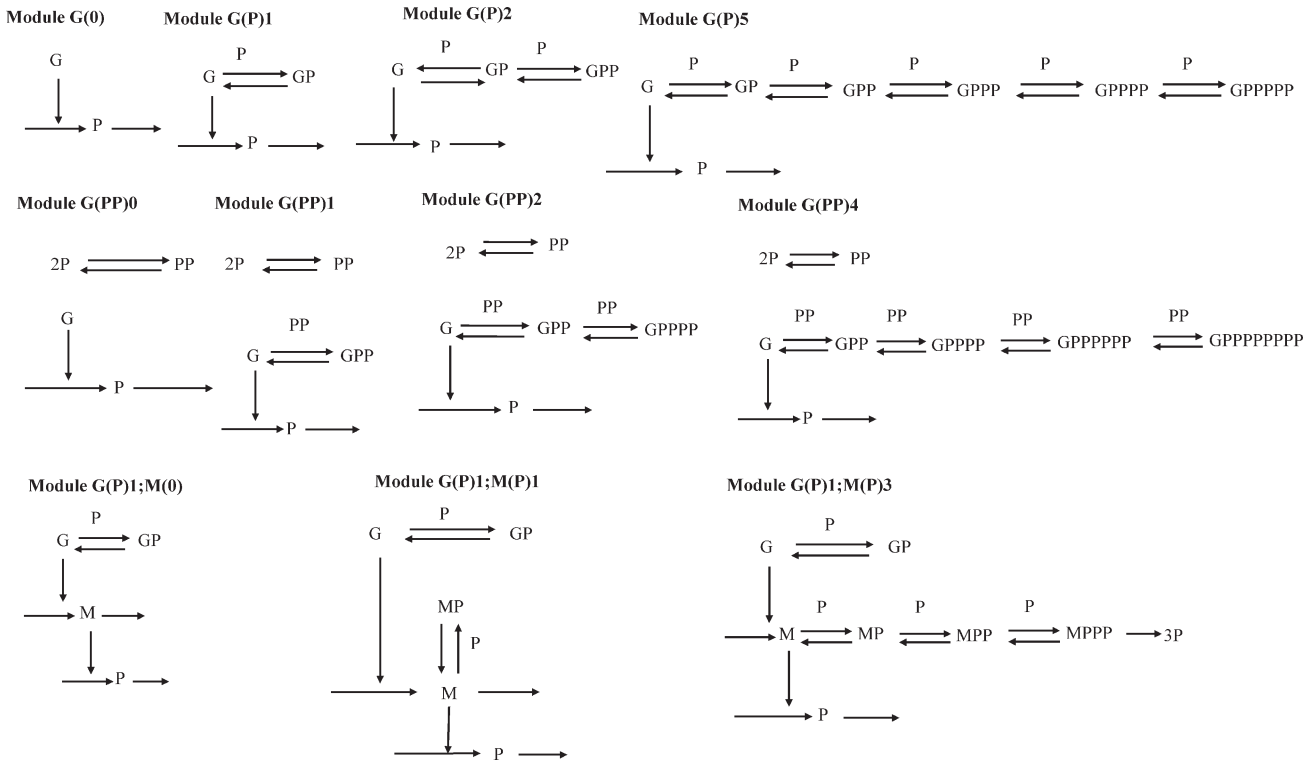 Module G(0)
G
P
Module G(P)1
P
G GP
P
Module G(P)2
P P
G GP GPP
P
Module G(P)5
P P P P P
G GP GPP GPPP GPPPP GPPPPP
P
Module G(PP)0
2P PP
G
P
Module G(PP)1
2P PP
PP
G GPP
P
Module G(PP)2
2P PP
PP PP
G GPP GPPPP
P
Module G(PP)4
2P PP
PP PP PP PP
G GPP GPPPP GPPPPPP GPPPPPPPP
P
Module G(P)1;M(0)
P
G GP
M
P
Module G(P)1;M(P)1
P
G GP
MP
P
M
P
Module G(P)1;M(P)3
P
G GP
P P P
M MP MPP MPPP 3P
P